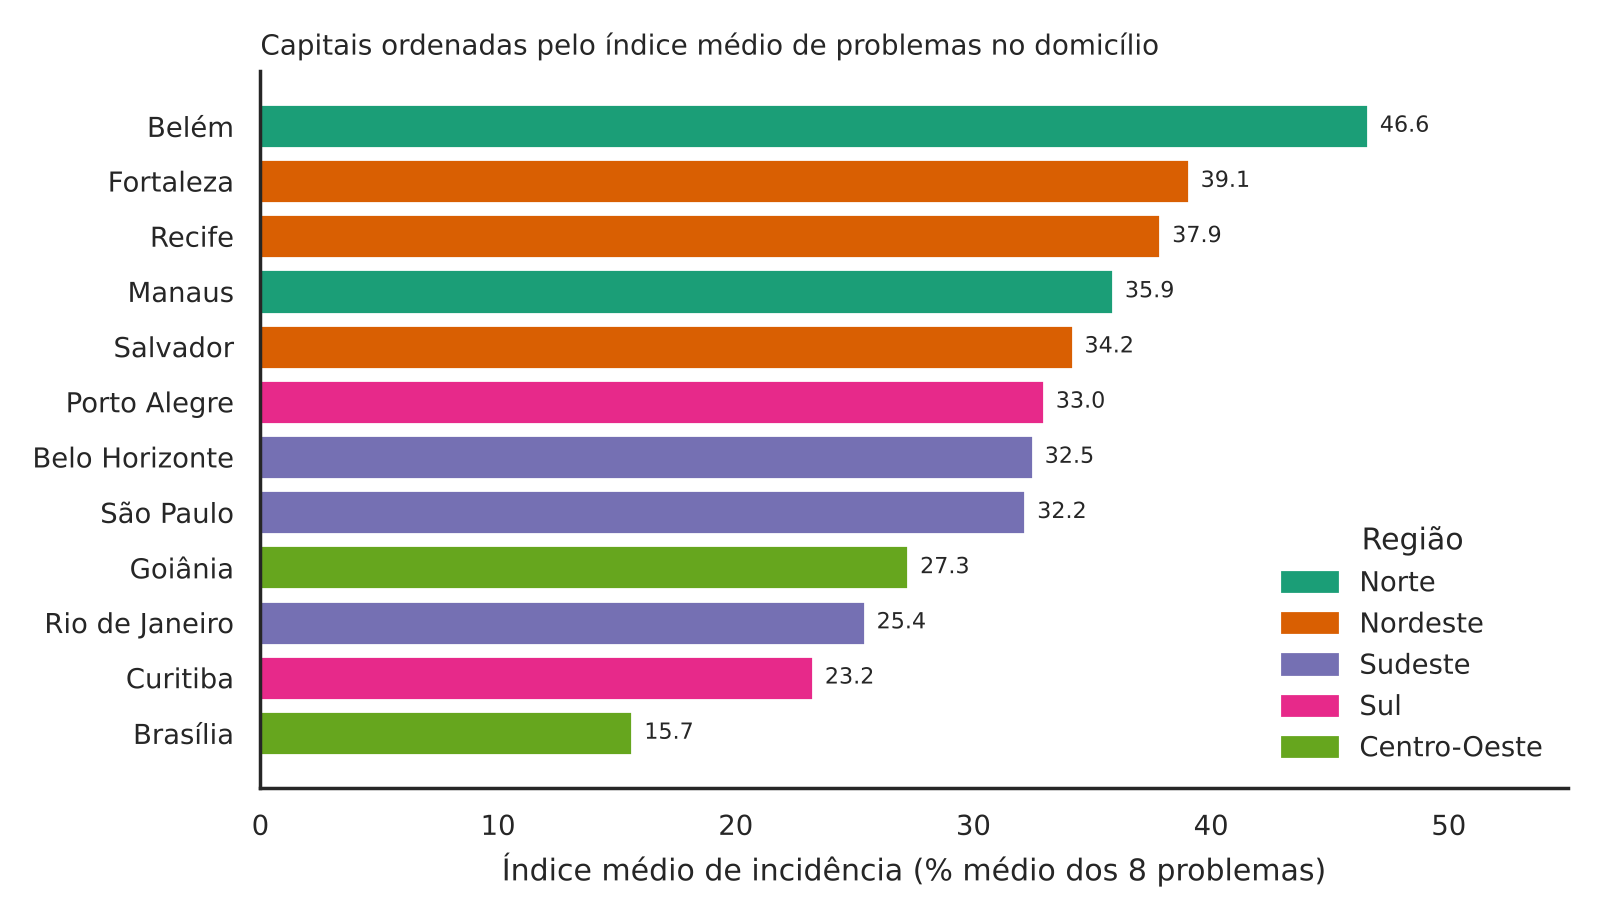 Capitais ordenadas pelo índice médio de problemas no domicílio
Belém 46.6
Fortaleza 39.1
Recife 37.9
Manaus 35.9
Salvador 34.2
Porto Alegre 33.0
Belo Horizonte 32.5
São Paulo 32.2
Goiânia 27.3
Rio de Janeiro 25.4
Curitiba 23.2
Brasília 15.7
Região
Norte
Nordeste
Sudeste
Sul
Centro-Oeste
0 10 20 30 40 50
Índice médio de incidência (% médio dos 8 problemas)